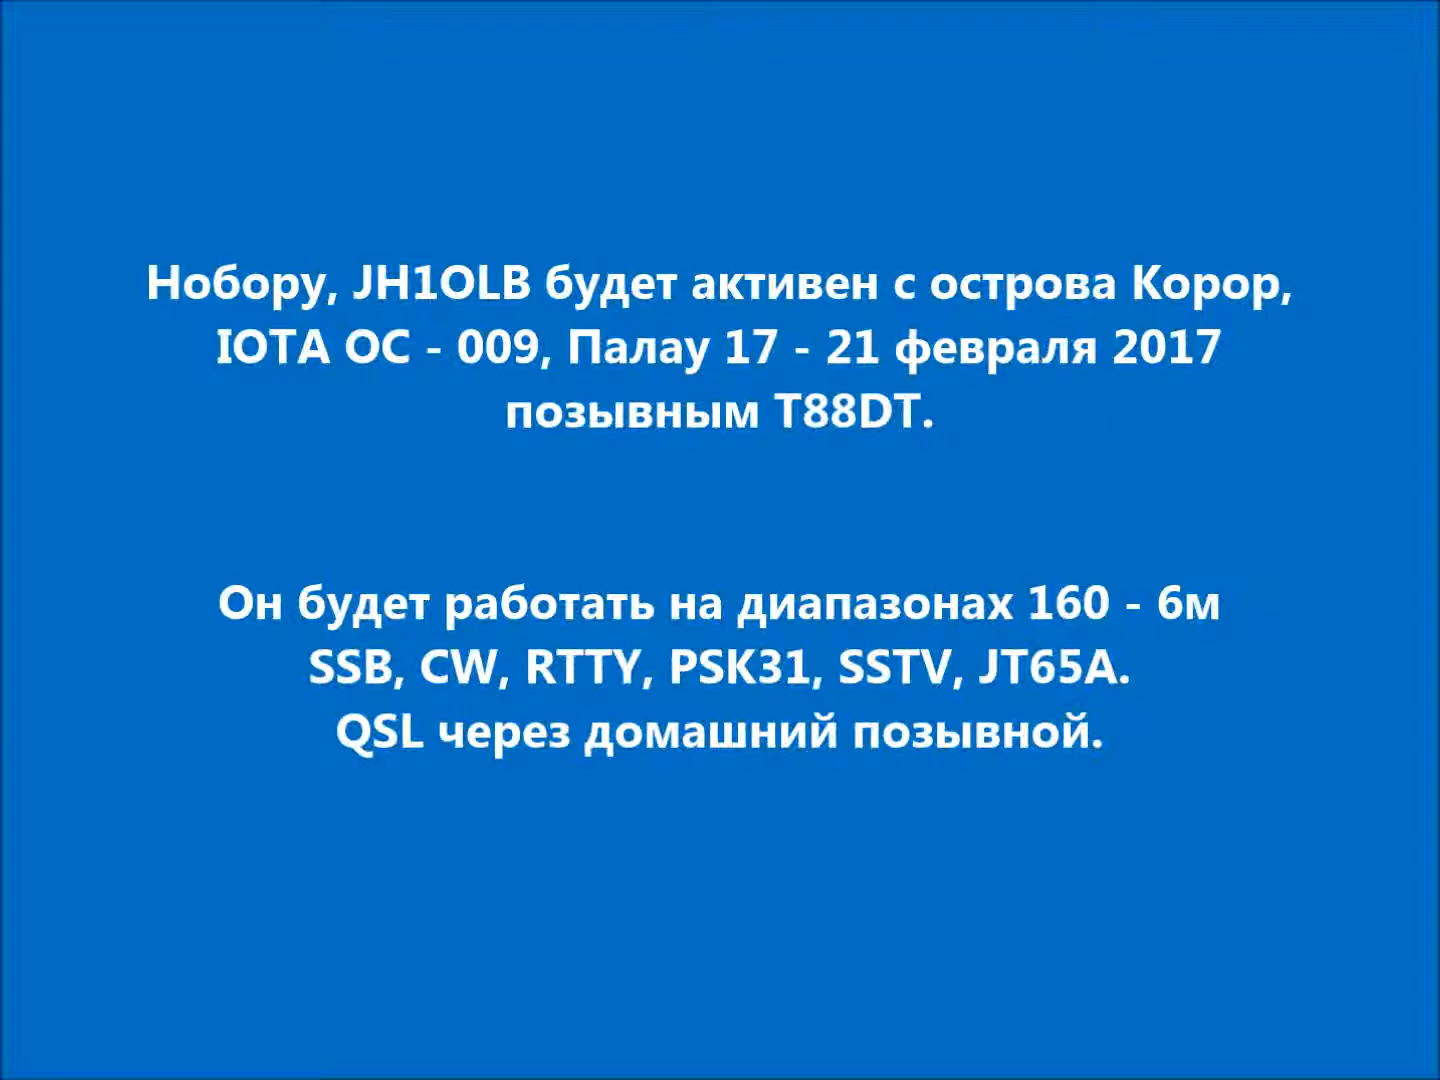 Нобору, JH1OLB будет активен с острова Корор,
IOTA OC - 009, Палау 17 - 21 февраля 2017
позывным T88DT.
Он будет работать на диапазонах 160 - 6м
SSB, CW, RTTY, PSK31, SSTV, JT65A.
QSL через домашний позывной.